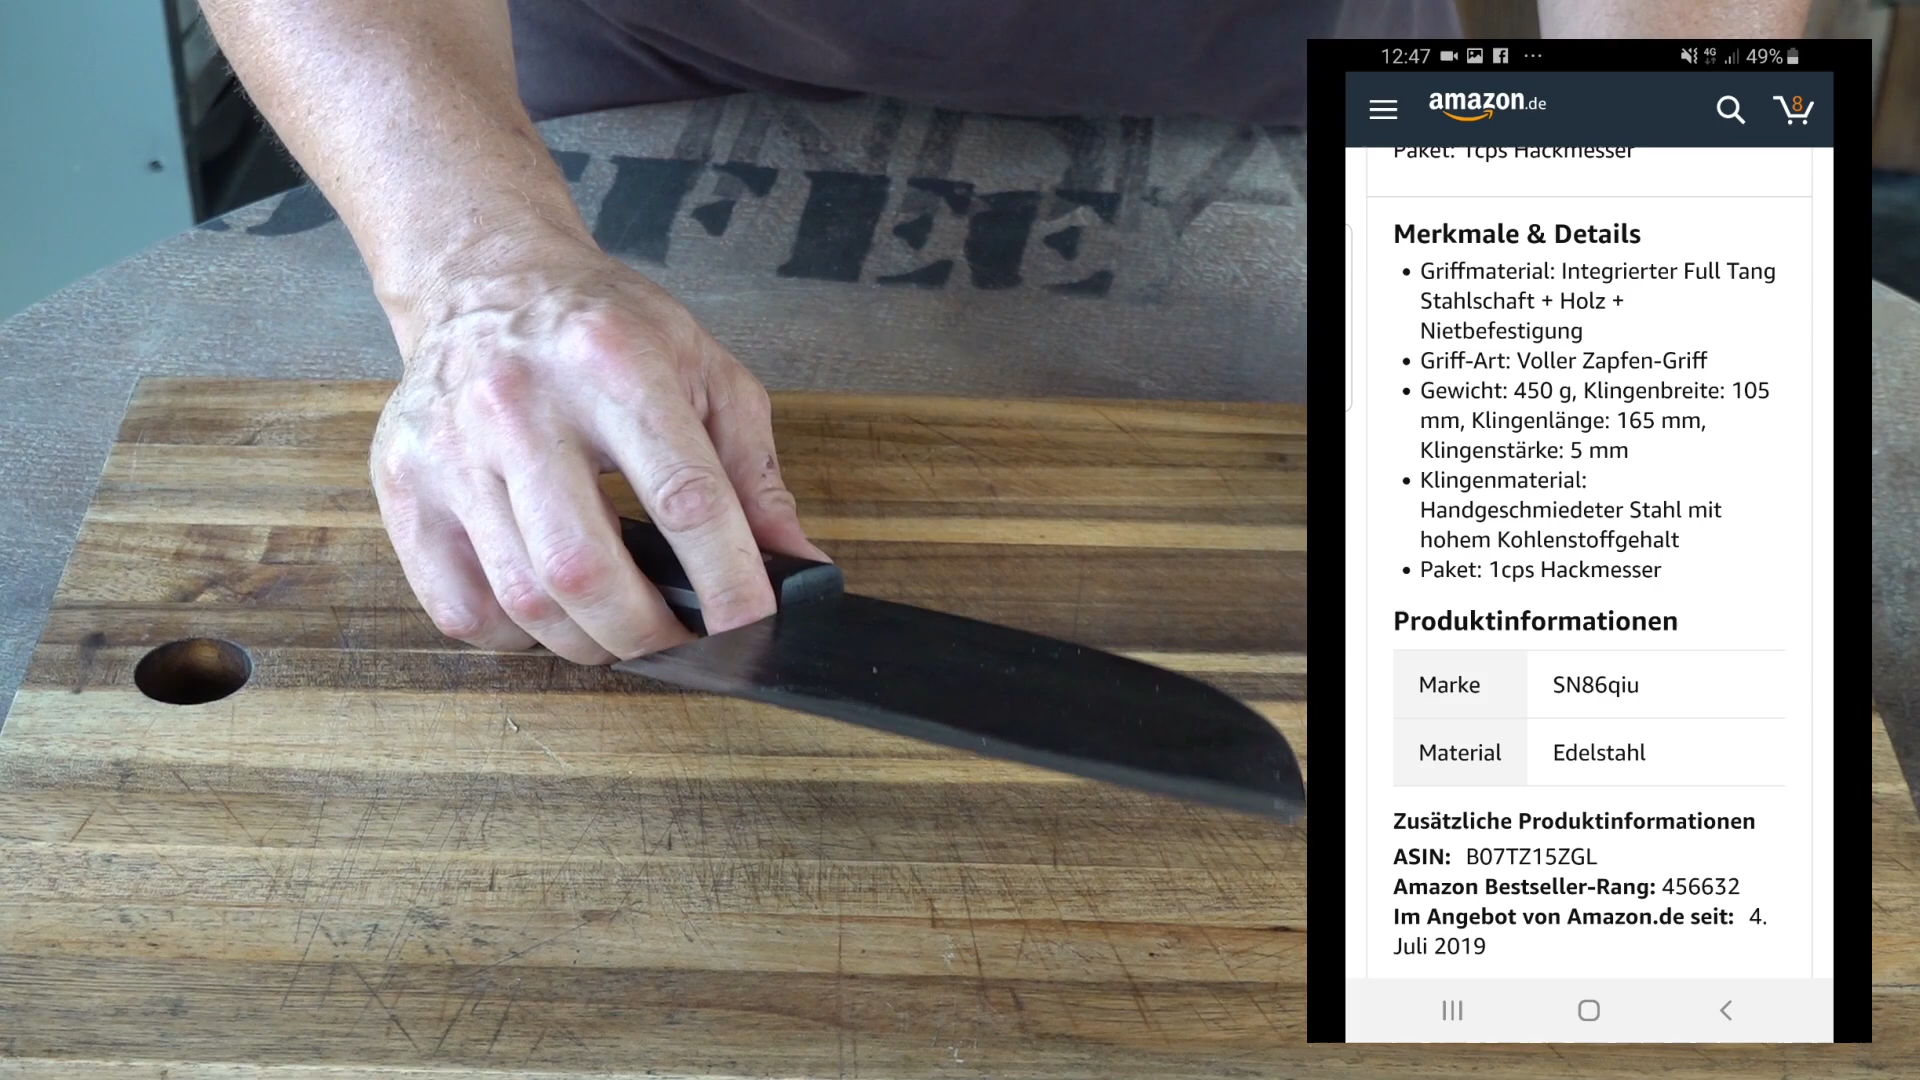 FFEE
12:47 ... 4G 49%
amazon.de 8
Paket: 1cps Hackmesser
Merkmale & Details
• Griffmaterial: Integrierter Full Tang
Stahlschaft + Holz +
Nietbefestigung
• Griff-Art: Voller Zapfen-Griff
• Gewicht: 450 g, Klingenbreite: 105
mm, Klingenlänge: 165 mm,
Klingenstärke: 5 mm
• Klingenmaterial:
Handgeschmiedeter Stahl mit
hohem Kohlenstoffgehalt
• Paket: 1cps Hackmesser
Produktinformationen
Marke SN86qiu
Material Edelstahl
Zusätzliche Produktinformationen
ASIN: B07TZ15ZGL
Amazon Bestseller-Rang: 456632
Im Angebot von Amazon.de seit: 4.
Juli 2019